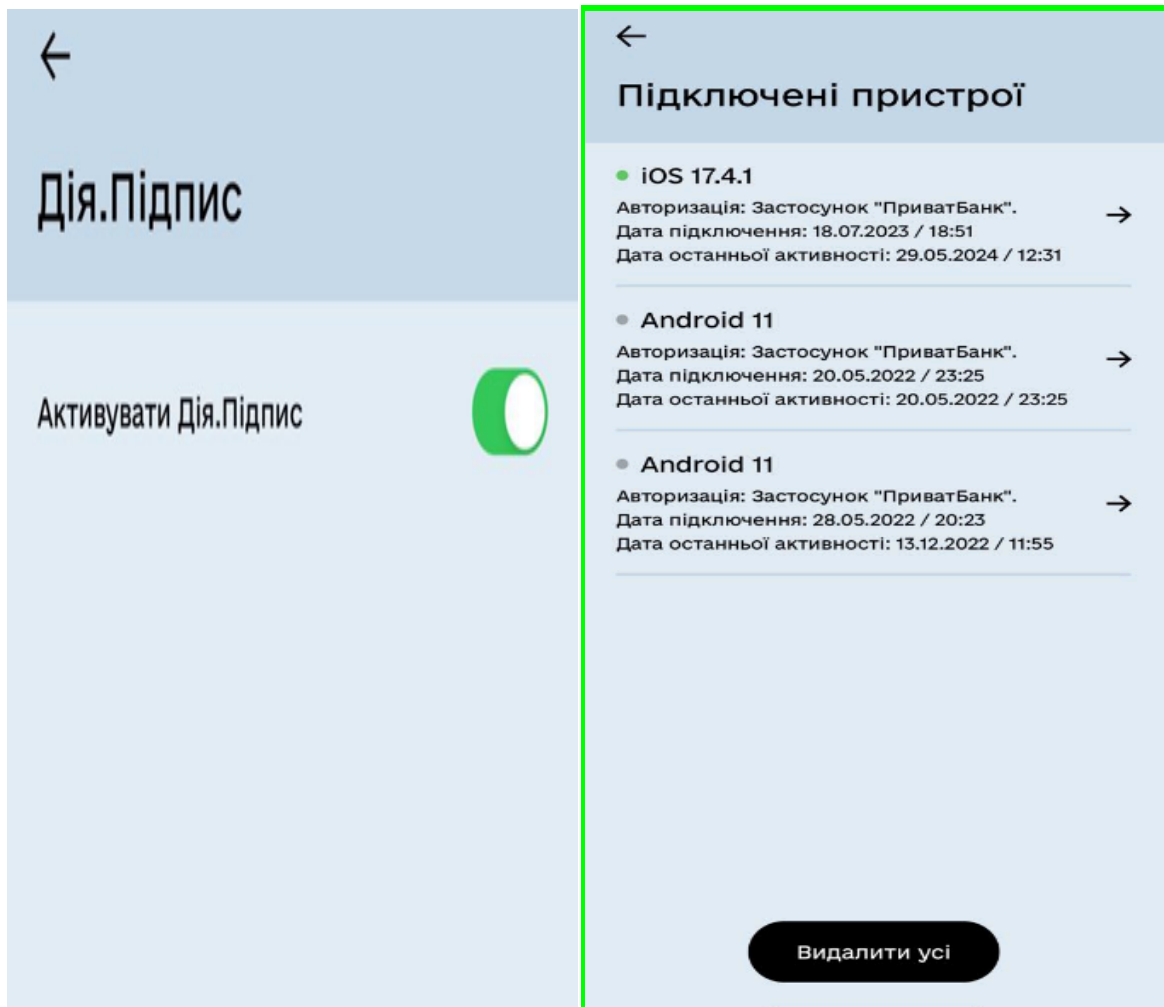 Дія.Підпис
Активувати Дія.Підпис
Підключені пристрої
iOS 17.4.1
Авторизація: Застосунок "ПриватБанк".
Дата підключення: 18.07.2023 / 18:51
Дата останньої активності: 29.05.2024 / 12:31
Android 11
Авторизація: Застосунок "ПриватБанк".
Дата підключення: 20.05.2022 / 23:25
Дата останньої активності: 20.05.2022 / 23:25
Android 11
Авторизація: Застосунок "ПриватБанк".
Дата підключення: 28.05.2022 / 20:23
Дата останньої активності: 13.12.2022 / 11:55
Видалити усі